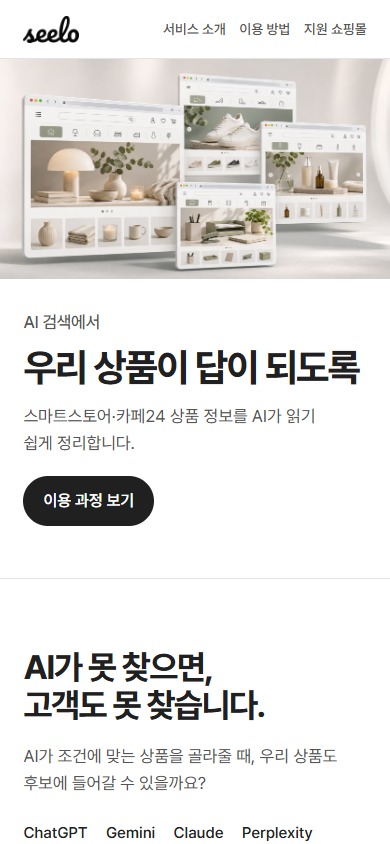 seelo
서비스 소개 이용 방법 지원 쇼핑몰
AI 검색에서
우리 상품이 답이 되도록
스마트스토어·카페24 상품 정보를 AI가 읽기
쉽게 정리합니다.
이용 과정 보기
AI가 못 찾으면,
고객도 못 찾습니다.
AI가 조건에 맞는 상품을 골라줄 때, 우리 상품도
후보에 들어갈 수 있을까요?
ChatGPT Gemini Claude Perplexity